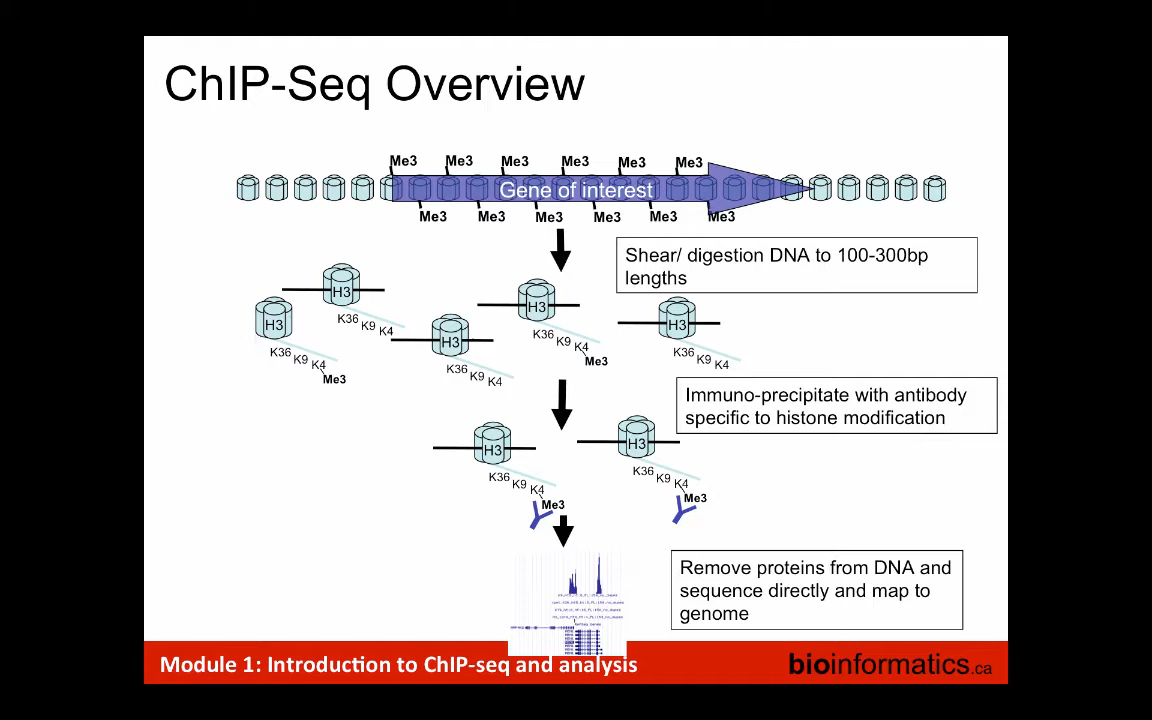 ChIP-Seq Overview
Me3 Me3 Me3 Me3 Me3 Me3
Gene of interest
Me3 Me3 Me3 Me3 Me3 Me3
Shear/ digestion DNA to 100-300bp
lengths
H3
K36 K9 K4
H3
K36 K9 K4
Me3
H3
K36 K9 K4
H3
K36 K9 K4
Me3
H3
K36 K9 K4
Immuno-precipitate with antibody
specific to histone modification
H3
K36 K9 K4
Me3
H3
K36 K9 K4
Me3
Remove proteins from DNA and
sequence directly and map to
genome
Module 1: Introduction to ChIP-seq and analysis
bioinformatics.ca